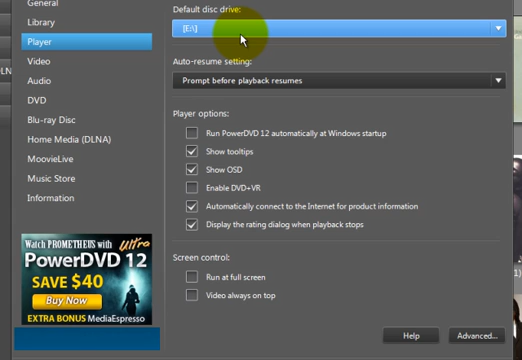 General
Library
Player
Video
Audio
DVD
Blu-ray Disc
Home Media (DLNA)
MoovieLive
Music Store
Information
Watch PROMETHEUS with Ultra
PowerDVD 12
SAVE $40
Buy Now
EXTRA BONUS MediaEspresso
Default disc drive:
[E:\]
Auto-resume setting:
Prompt before playback resumes
Player options:
Run PowerDVD 12 automatically at Windows startup
Show tooltips
Show OSD
Enable DVD+VR
Automatically connect to the Internet for product information
Display the rating dialog when playback stops
Screen control:
Run at full screen
Video always on top
Help
Advanced...